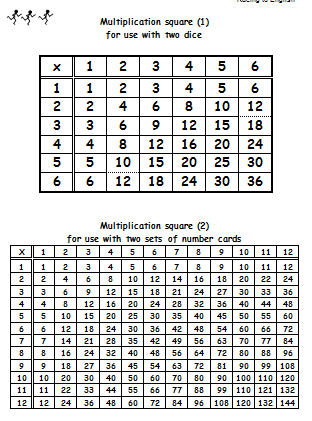 Racing to English
Multiplication square (1)
for use with two dice
x 1 2 3 4 5 6
1 1 2 3 4 5 6
2 2 4 6 8 10 12
3 3 6 9 12 15 18
4 4 8 12 16 20 24
5 5 10 15 20 25 30
6 6 12 18 24 30 36
Multiplication square (2)
for use with two sets of number cards
X 1 2 3 4 5 6 7 8 9 10 11 12
1 1 2 3 4 5 6 7 8 9 10 11 12
2 2 4 6 8 10 12 14 16 18 20 22 24
3 3 6 9 12 15 18 21 24 27 30 33 36
4 4 8 12 16 20 24 28 32 36 40 44 48
5 5 10 15 20 25 30 35 40 45 50 55 60
6 6 12 18 24 30 36 42 48 54 60 66 72
7 7 14 21 28 35 42 49 56 63 70 77 84
8 8 16 24 32 40 48 56 64 72 80 88 96
9 9 18 27 36 45 54 63 72 81 90 99 108
10 10 20 30 40 50 60 70 80 90 100 110 120
11 11 22 33 44 55 66 77 88 99 110 121 132
12 12 24 36 48 60 72 84 96 108 120 132 144